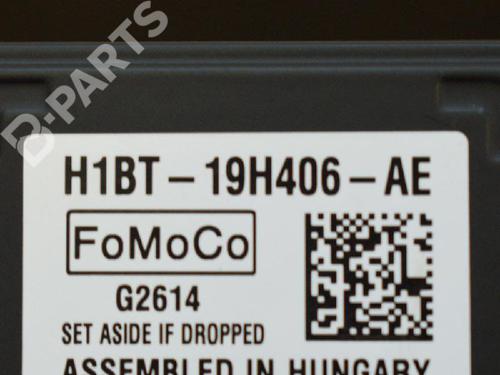 B-PARTS
H1BT-19H406-AE
FoMoCo
G2614
SET ASIDE IF DROPPED
ASSEMBLED IN HUNGARY